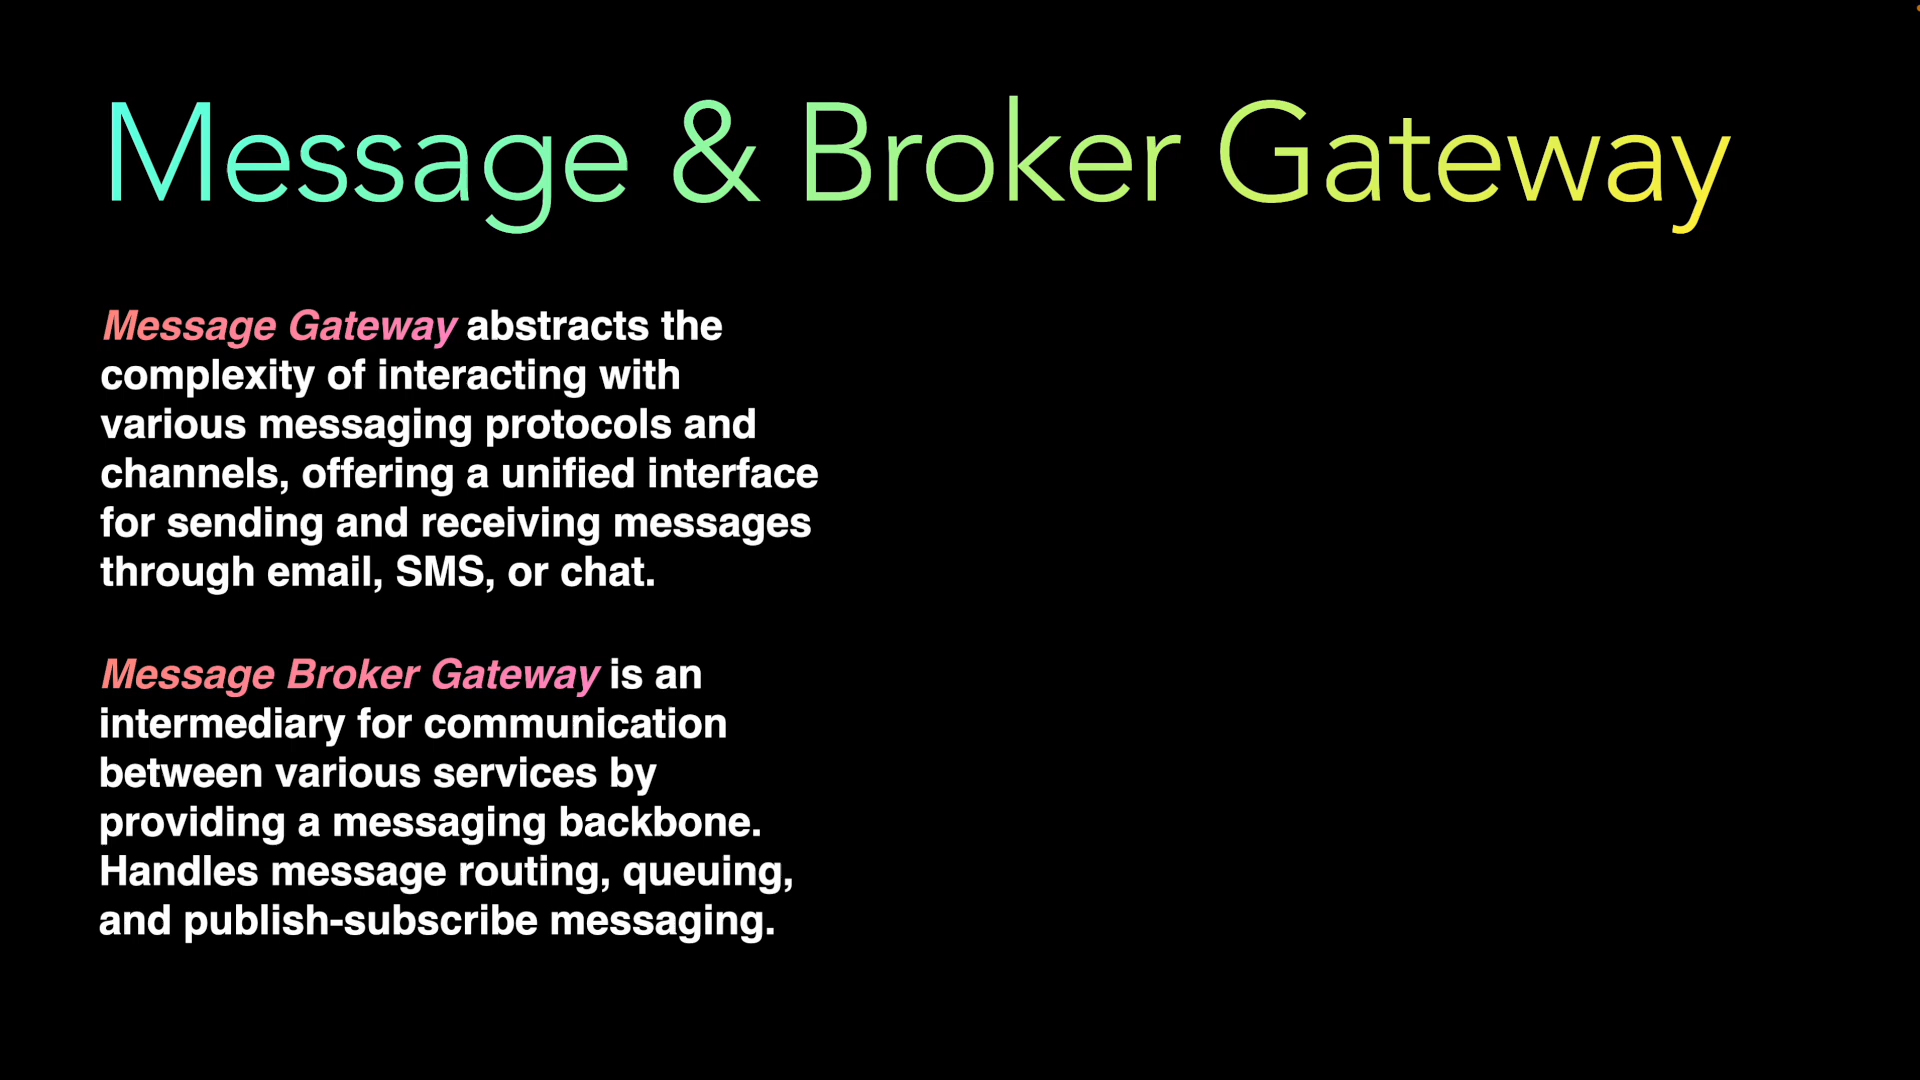 Message & Broker Gateway
Message Gateway abstracts the
complexity of interacting with
various messaging protocols and
channels, offering a unified interface
for sending and receiving messages
through email, SMS, or chat.
Message Broker Gateway is an
intermediary for communication
between various services by
providing a messaging backbone.
Handles message routing, queuing,
and publish-subscribe messaging.